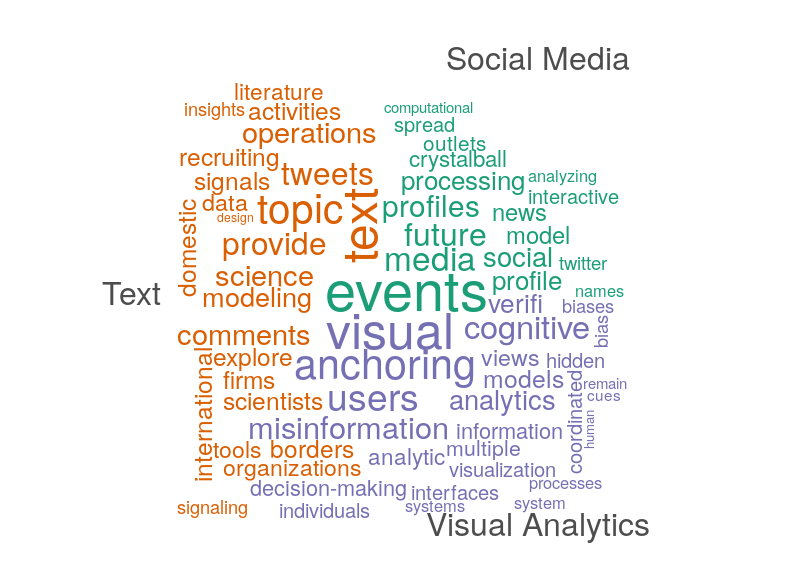 Social Media
literature
insights
activities
computational
operations
spread
outlets
recruiting
crystalball
tweets
signals
processing
analyzing
interactive
data
topic
text
profiles
news
design
domestic
provide
future
model
media
social
twitter
science
modeling
events
profile
names
Text
verifi
biases
comments
visual
cognitive
bias
explore
anchoring
views
hidden
firms
models
remain
international
scientists
users
analytics
coordinated
cues
misinformation
information
human
tools
borders
analytic
multiple
organizations
visualization
decision-making
interfaces
processes
signaling
individuals
systems
system
Visual Analytics